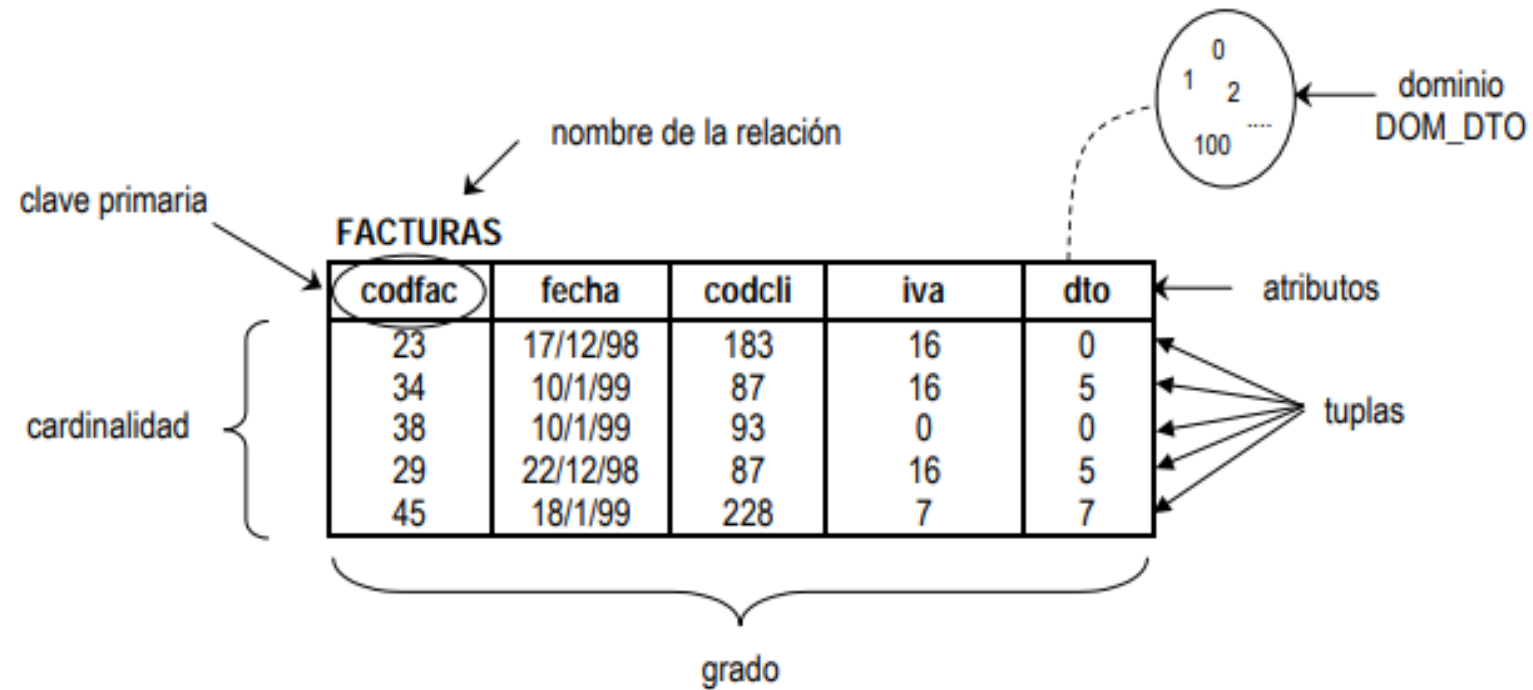 0
1
2
....
100
dominio
DOM_DTO
nombre de la relación
clave primaria
FACTURAS
codfac fecha codcli iva dto
atributos
23 17/12/98 183 16 0
34 10/1/99 87 16 5
38 10/1/99 93 0 0
29 22/12/98 87 16 5
45 18/1/99 228 7 7
cardinalidad
tuplas
grado